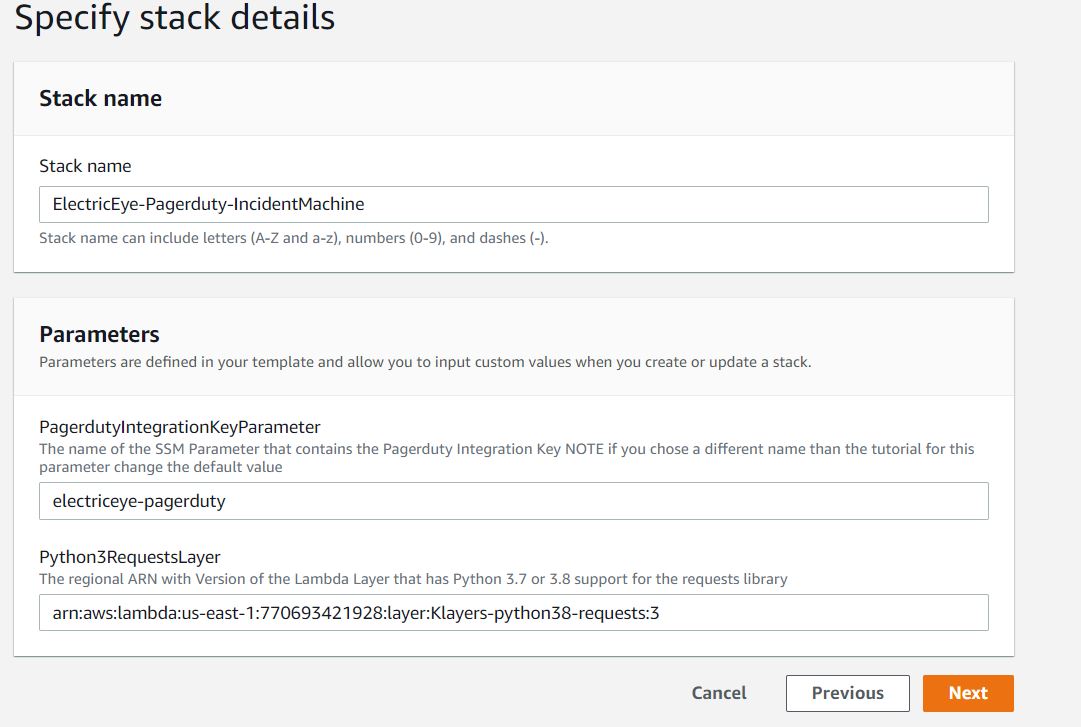 Specify stack details
Stack name
Stack name
ElectricEye-Pagerduty-IncidentMachine
Stack name can include letters (A-Z and a-z), numbers (0-9), and dashes (-).
Parameters
Parameters are defined in your template and allow you to input custom values when you create or update a stack.
PagerdutyIntegrationKeyParameter
The name of the SSM Parameter that contains the Pagerduty Integration Key NOTE if you chose a different name than the tutorial for this
parameter change the default value
electriceye-pagerduty
Python3RequestsLayer
The regional ARN with Version of the Lambda Layer that has Python 3.7 or 3.8 support for the requests library
arn:aws:lambda:us-east-1:770693421928:layer:Klayers-python38-requests:3
Cancel Previous Next